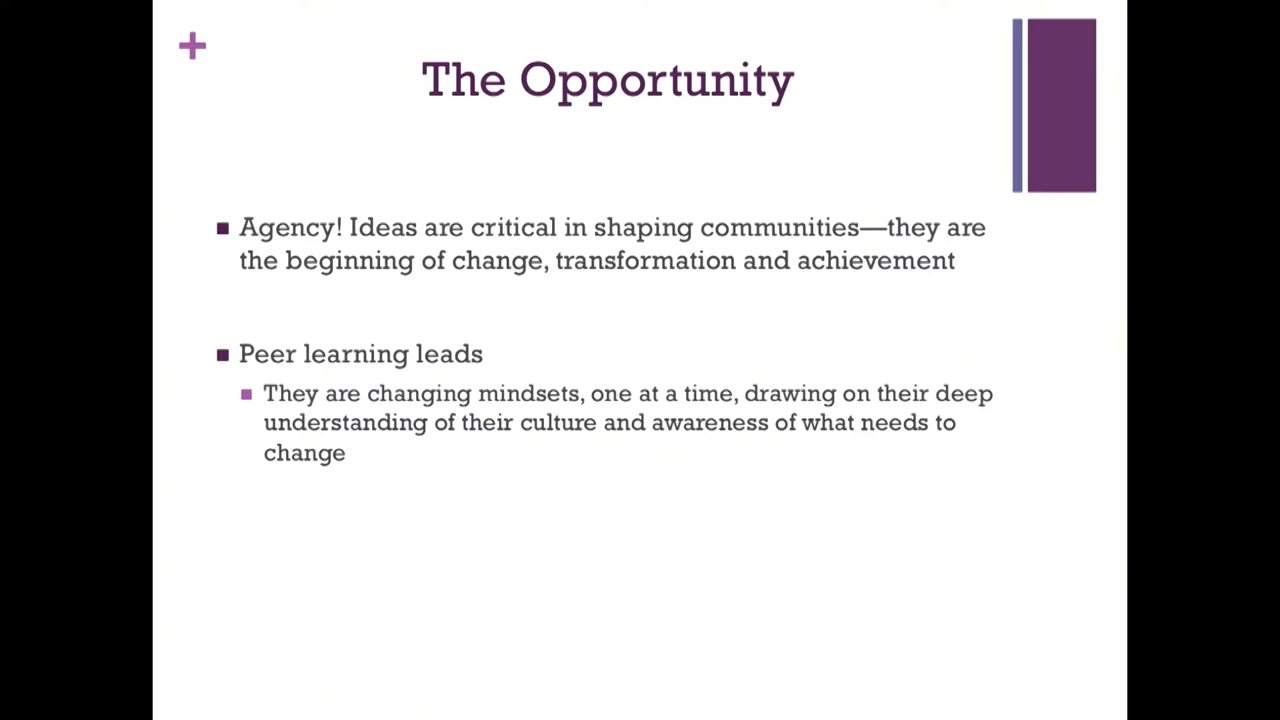 The Opportunity
Agency! Ideas are critical in shaping communities—they are
the beginning of change, transformation and achievement
Peer learning leads
They are changing mindsets, one at a time, drawing on their deep
understanding of their culture and awareness of what needs to
change